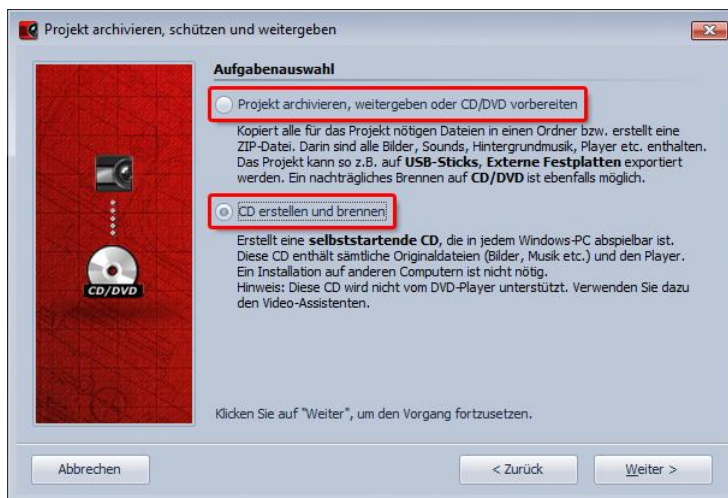 Projekt archivieren, schützen und weitergeben
Aufgabenauswahl
Projekt archivieren, weitergeben oder CD/DVD vorbereiten
Kopiert alle für das Projekt nötigen Dateien in einen Ordner bzw. erstellt eine
ZIP-Datei. Darin sind alle Bilder, Sounds, Hintergrundmusik, Player etc. enthalten.
Das Projekt kann so z.B. auf USB-Sticks, Externe Festplatten exportiert
werden. Ein nachträgliches Brennen auf CD/DVD ist ebenfalls möglich.
CD erstellen und brennen
Erstellt eine selbststartende CD, die in jedem Windows-PC abspielbar ist.
Diese CD enthält sämtliche Originaldateien (Bilder, Musik etc.) und den Player.
Ein Installation auf anderen Computern ist nicht nötig.
Hinweis: Diese CD wird nicht vom DVD-Player unterstützt. Verwenden Sie dazu
den Video-Assistenten.
CD/DVD
Klicken Sie auf "Weiter", um den Vorgang fortzusetzen.
Abbrechen
< Zurück
Weiter >